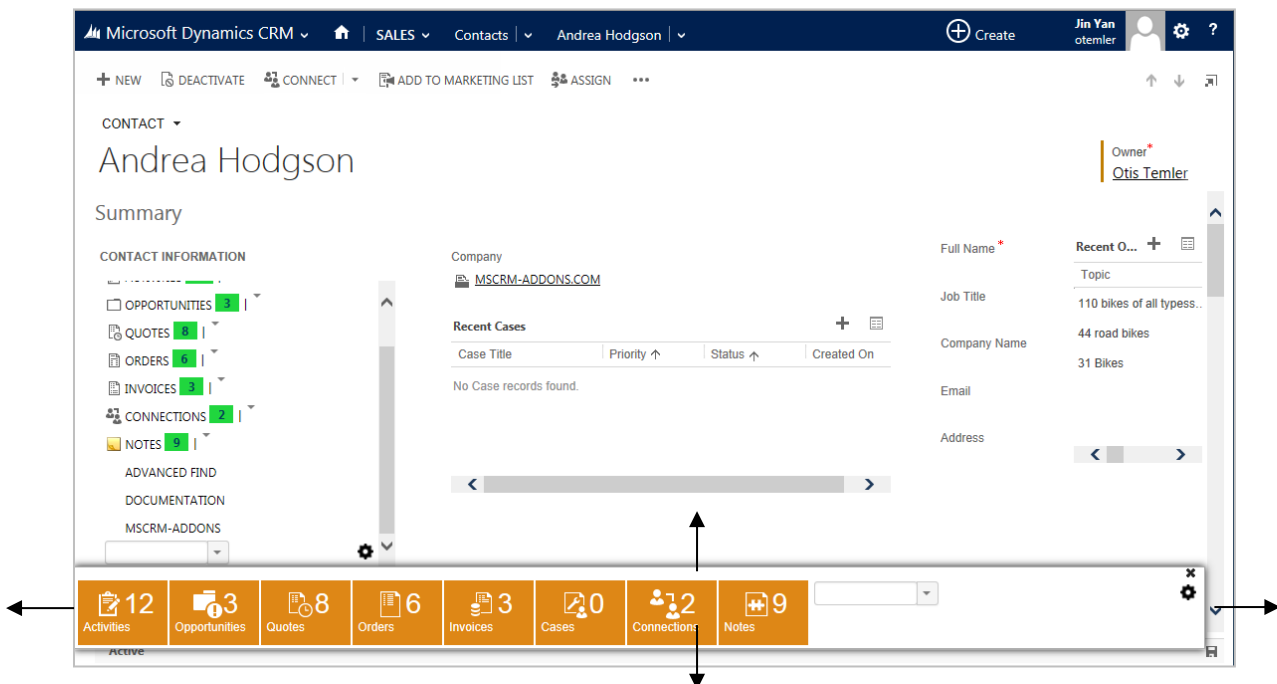 Microsoft Dynamics CRM | SALES Contacts | Andrea Hodgson | Create Jin Yan otemler ?
NEW DEACTIVATE CONNECT | ADD TO MARKETING LIST ASSIGN •••
CONTACT
Andrea Hodgson
Owner*
Otis Temler
Summary
CONTACT INFORMATION
OPPORTUNITIES 3 |
QUOTES 8 |
ORDERS 6 |
INVOICES 3 |
CONNECTIONS 2 |
NOTES 9 |
ADVANCED FIND
DOCUMENTATION
MSCRM-ADDONS
Company
MSCRM-ADDONS.COM
Recent Cases
Case Title Priority Status Created On
No Case records found.
Full Name*
Job Title
Company Name
Email
Address
Recent O...
Topic
110 bikes of all typess..
44 road bikes
31 Bikes
12 Activities
3 Opportunities
8 Quotes
6 Orders
3 Invoices
0 Cases
2 Connections
9 Notes
Active